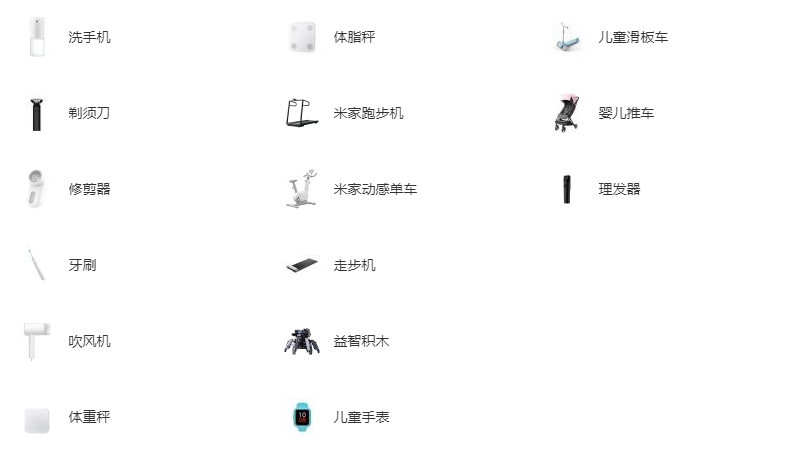 洗手机
剃须刀
修剪器
牙刷
吹风机
体重秤
体脂秤
米家跑步机
米家动感单车
走步机
益智积木
儿童手表
儿童滑板车
婴儿推车
理发器